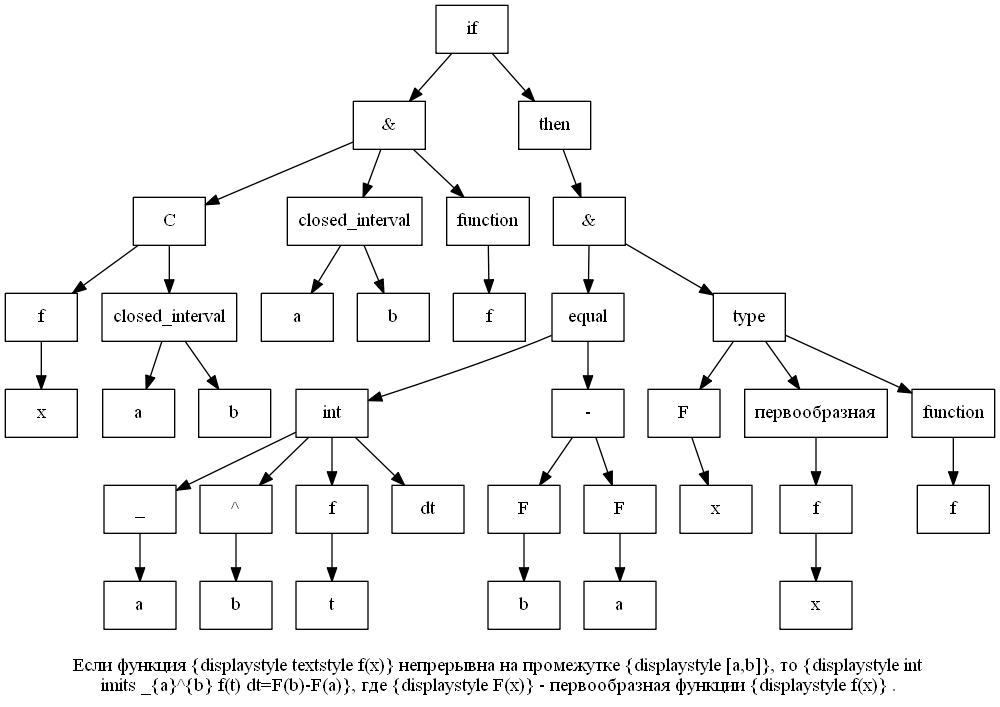 if
& then
C closed_interval function &
f closed_interval a b f equal type
x a b int - F первообразная function
_ ^ f dt F F x f f
a b t b a x
Если функция {displaystyle textstyle f(x)} непрерывна на промежутке {displaystyle [a,b]}, то {displaystyle int
imits _{a}^{b} f(t) dt=F(b)-F(a)}, где {displaystyle F(x)} - первообразная функции {displaystyle f(x)} .